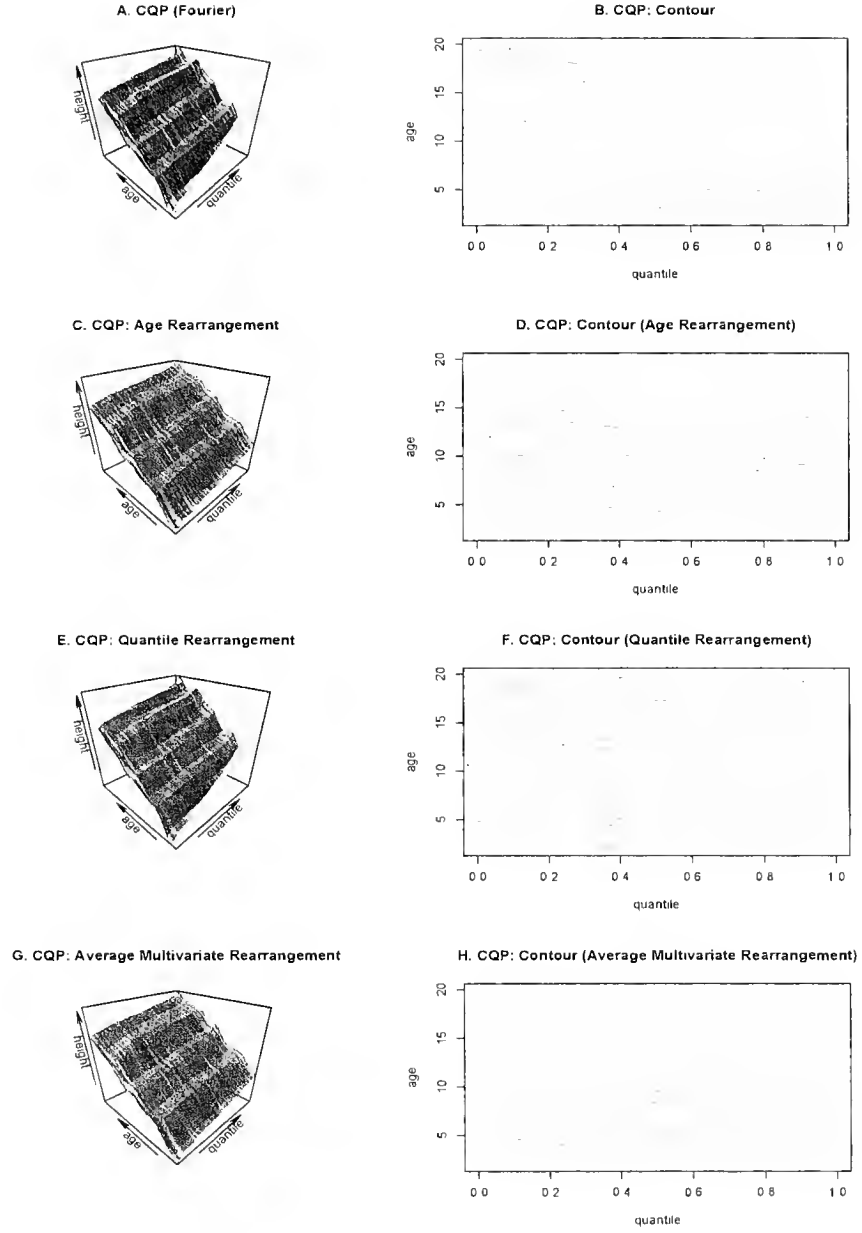 A. CQP (Fourier)
B. CQP: Contour
height
age
quantile
age
20
15
10
5
0 0
0 2
0 4
0 6
0 8
1 0
quantile
C. CQP: Age Rearrangement
D. CQP: Contour (Age Rearrangement)
height
age
quantile
age
20
15
10
5
0 0
0 2
0 4
0 6
0 8
1 0
quantile
E. CQP: Quantile Rearrangement
F. CQP: Contour (Quantile Rearrangement)
height
age
quantile
age
20
15
10
5
0 0
0 2
0 4
0 6
0 8
1 0
quantile
G. CQP: Average Multivariate Rearrangement
H. CQP: Contour (Average Multivariate Rearrangement)
height
age
quantile
age
20
15
10
5
0 0
0 2
0 4
0 6
0 8
1 0
quantile